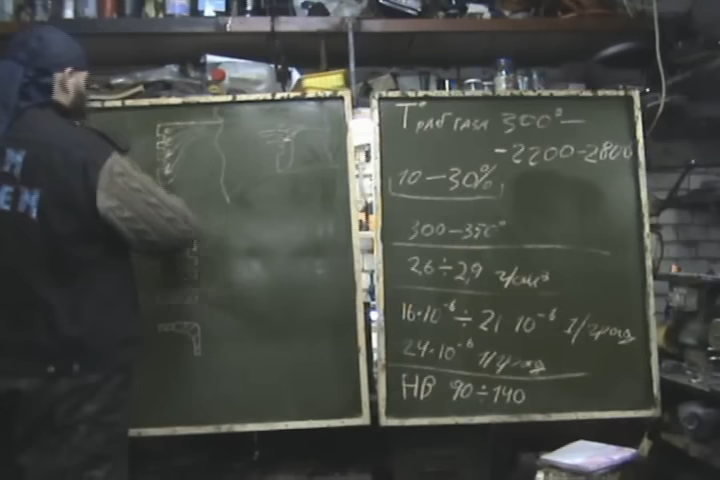 T° раб газа 300° —
- 2200-2800
10 — 30%
300-350°
2,6 ÷ 2,9 г/см³
16·10⁻⁶ ÷ 21 10⁻⁶ 1/град
24·10⁻⁶ 1/град
НВ 90÷140